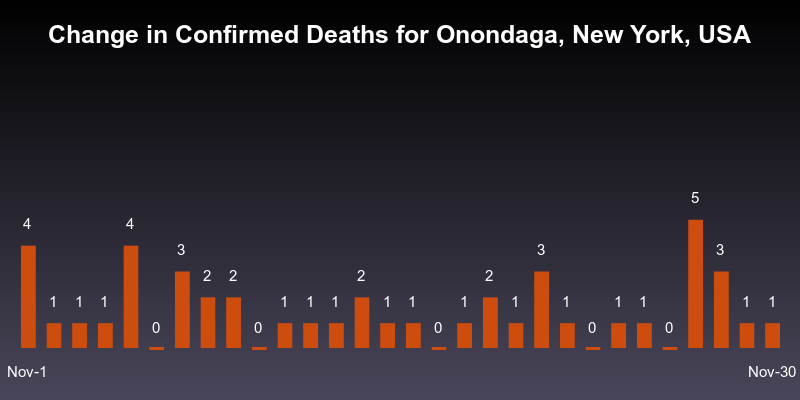 Change in Confirmed Deaths for Onondaga, New York, USA
5
4 4
3 3 3
2 2 2 2
1 1 1 1 1 1 1 1 1 1 1 1 1 1 1
0 0 0 0 0
Nov-1 Nov-30